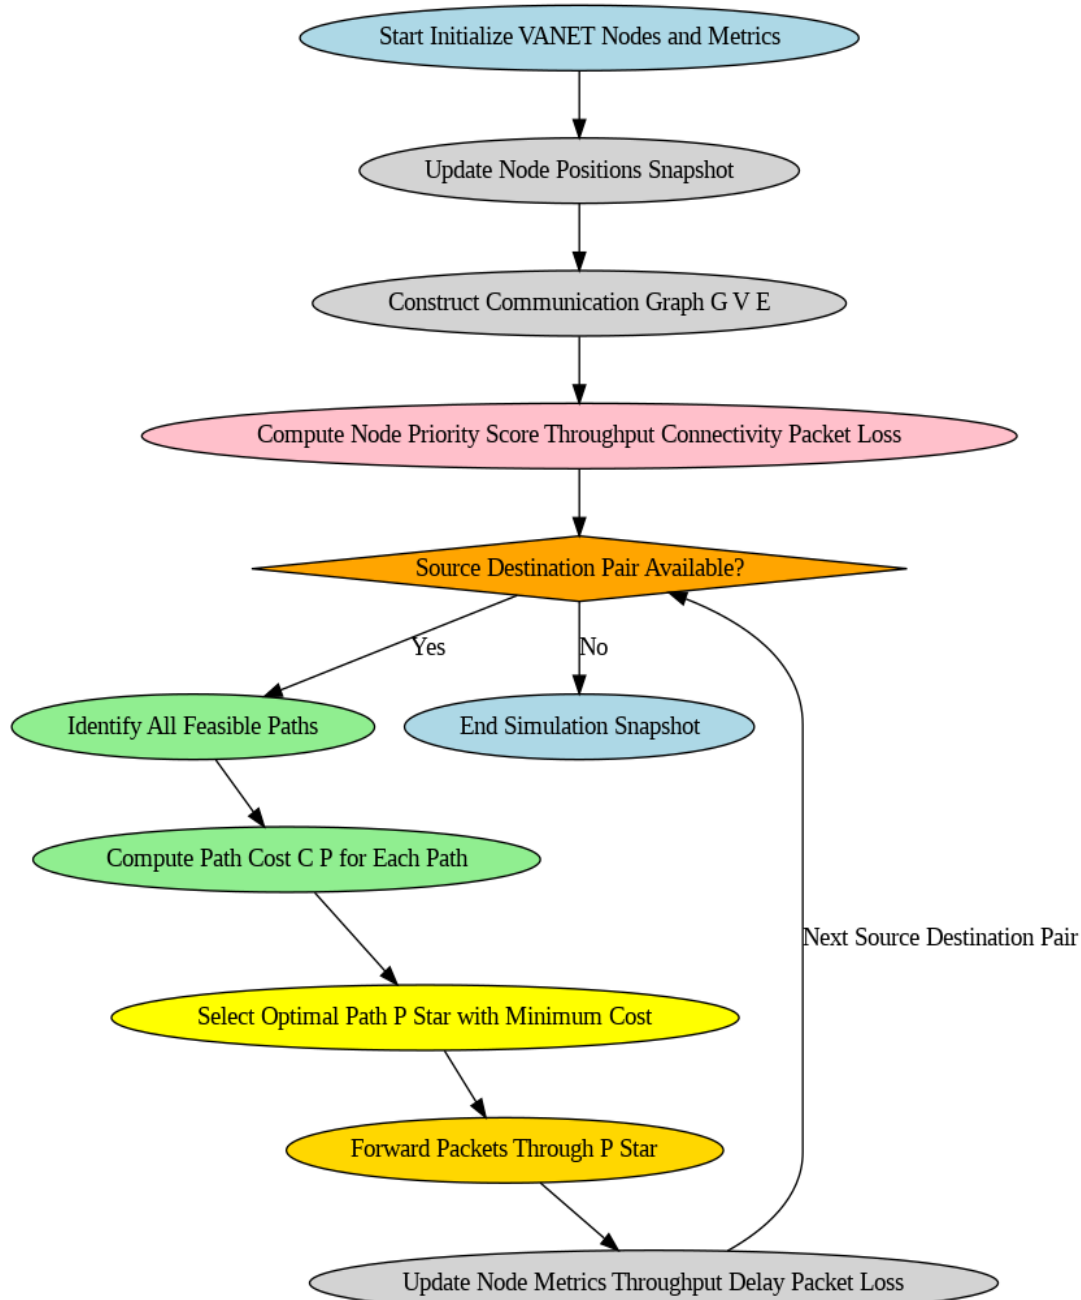 Start Initialize VANET Nodes and Metrics
Update Node Positions Snapshot
Construct Communication Graph G V E
Compute Node Priority Score Throughput Connectivity Packet Loss
Source Destination Pair Available?
Yes
No
Identify All Feasible Paths
End Simulation Snapshot
Compute Path Cost C P for Each Path
Next Source Destination Pair
Select Optimal Path P Star with Minimum Cost
Forward Packets Through P Star
Update Node Metrics Throughput Delay Packet Loss